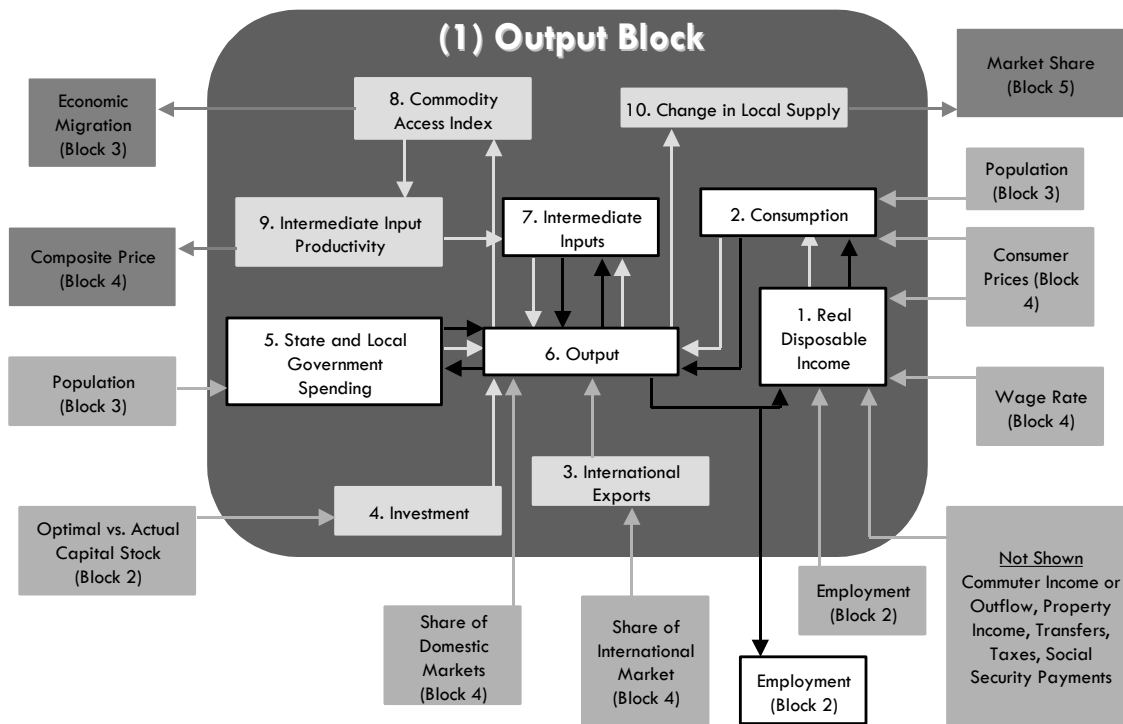 (1) Output Block
Economic
Migration
(Block 3)
8. Commodity
Access Index
10. Change in Local Supply
Market Share
(Block 5)
Population
(Block 3)
9. Intermediate Input
Productivity
7. Intermediate
Inputs
2. Consumption
Composite Price
(Block 4)
Consumer
Prices (Block
4)
5. State and Local
Government
Spending
6. Output
1. Real
Disposable
Income
Population
(Block 3)
Wage Rate
(Block 4)
3. International
Exports
4. Investment
Optimal vs. Actual
Capital Stock
(Block 2)
Share of
Domestic
Markets
(Block 4)
Share of
International
Market
(Block 4)
Employment
(Block 2)
Employment
(Block 2)
Not Shown
Commuter Income or
Outflow, Property
Income, Transfers,
Taxes, Social
Security Payments